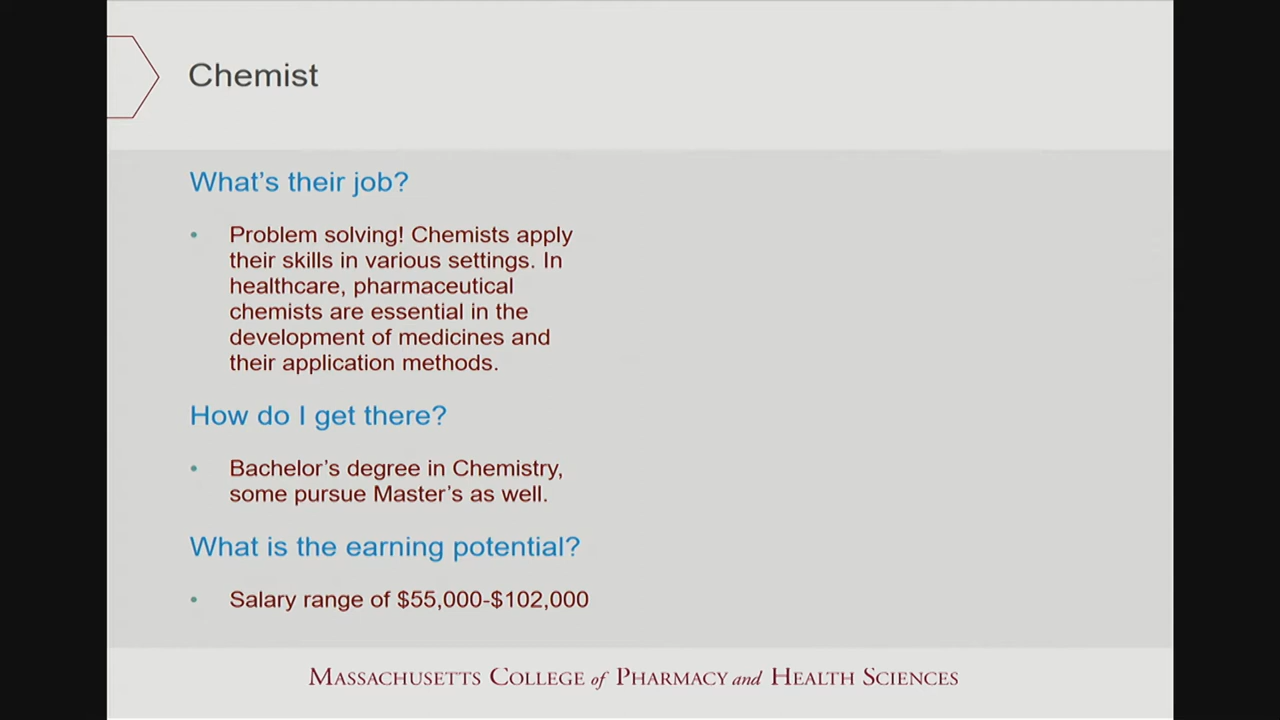 Chemist
What's their job?
• Problem solving! Chemists apply
their skills in various settings. In
healthcare, pharmaceutical
chemists are essential in the
development of medicines and
their application methods.
How do I get there?
• Bachelor's degree in Chemistry,
some pursue Master's as well.
What is the earning potential?
• Salary range of $55,000-$102,000
MASSACHUSETTS COLLEGE of PHARMACY and HEALTH SCIENCES